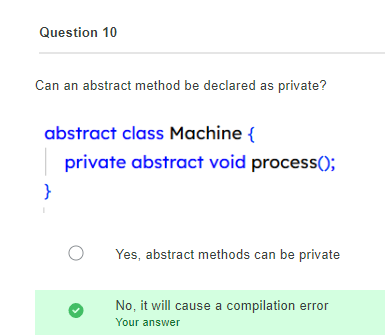 Question 10
Can an abstract method be declared as private?
abstract class Machine {
private abstract void process();
}
Yes, abstract methods can be private
No, it will cause a compilation error
Your answer